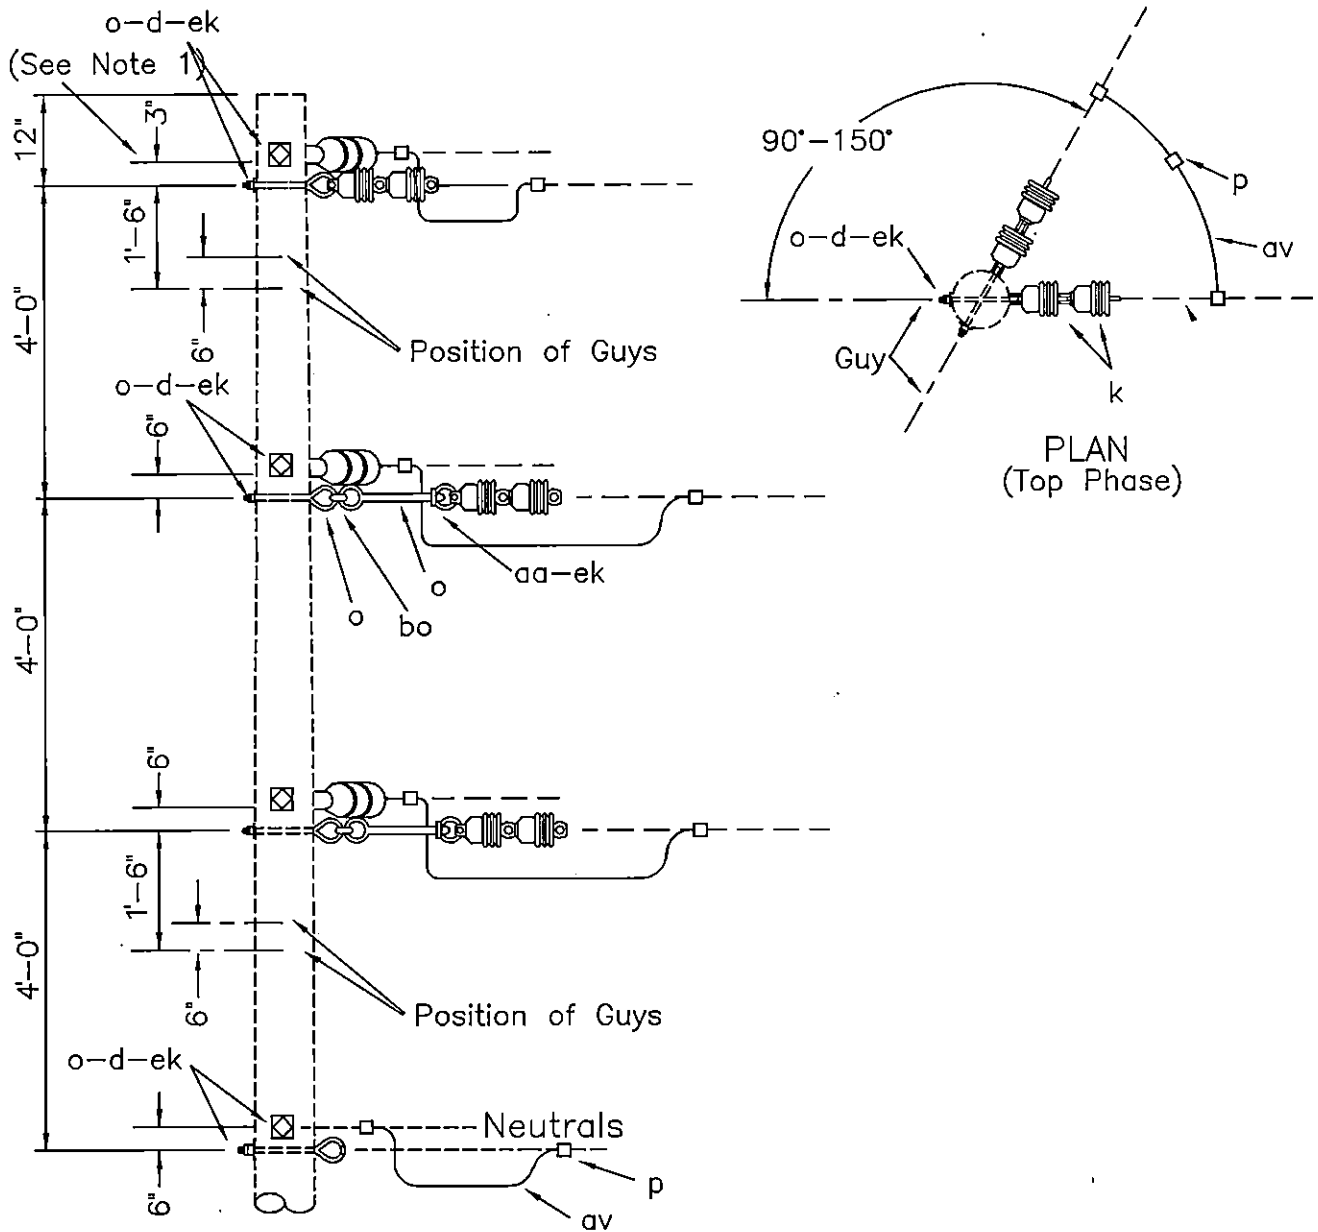 o-d-ek
(See Note 1)
12"
3"
1'-6"
4'-0"
6"
Position of Guys
o-d-ek
6"
o
bo
o
aa-ek
4'-0"
6"
1'-6"
4'-0"
6"
Position of Guys
o-d-ek
Neutrals
6"
p
av
90°-150°
p
o-d-ek
av
Guy
k
PLAN
(Top Phase)